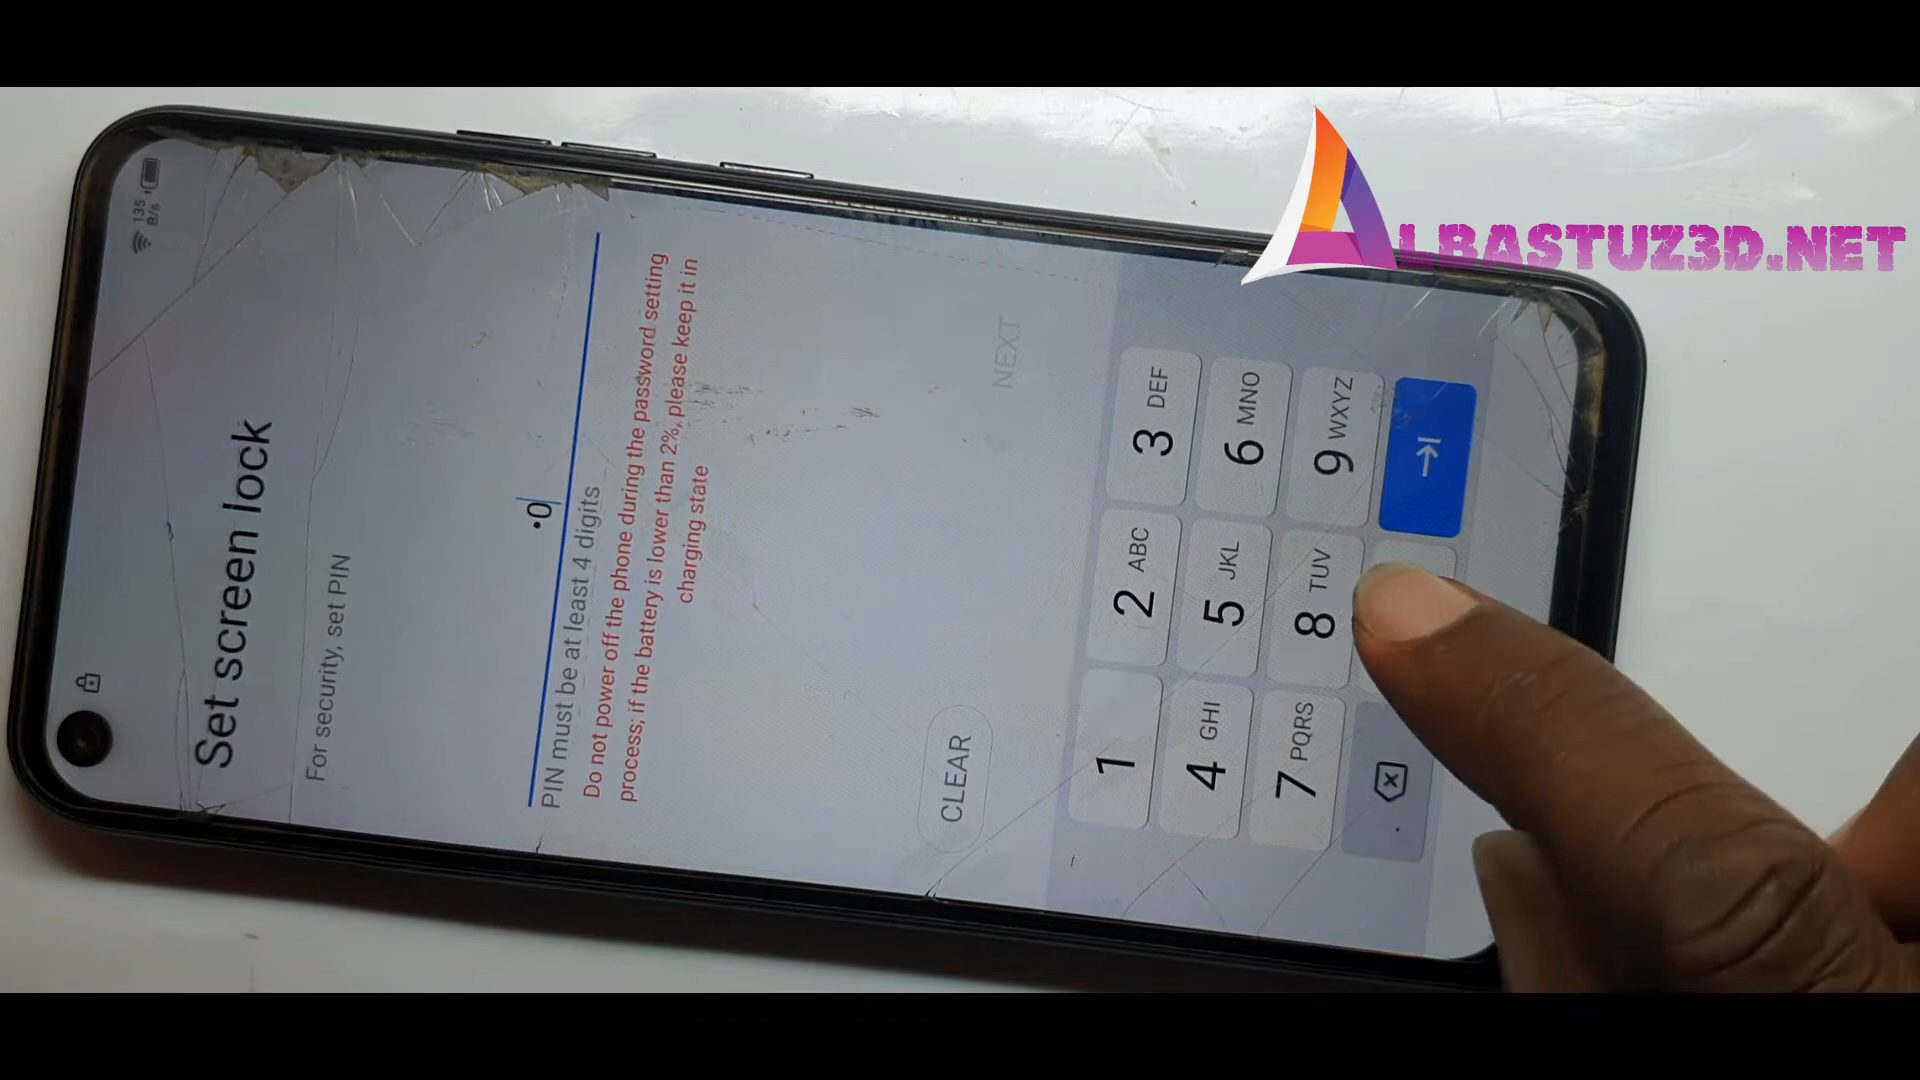 135
B/s
Set screen lock
For security, set PIN
•0
PIN must be at least 4 digits
Do not power off the phone during the password setting
process; if the battery is lower than 2%, please keep it in
charging state
CLEAR
NEXT
1
2 ABC
3 DEF
4 GHI
5 JKL
6 MNO
7 PQRS
8 TUV
9 WXYZ
ALBASTUZ3D.NET